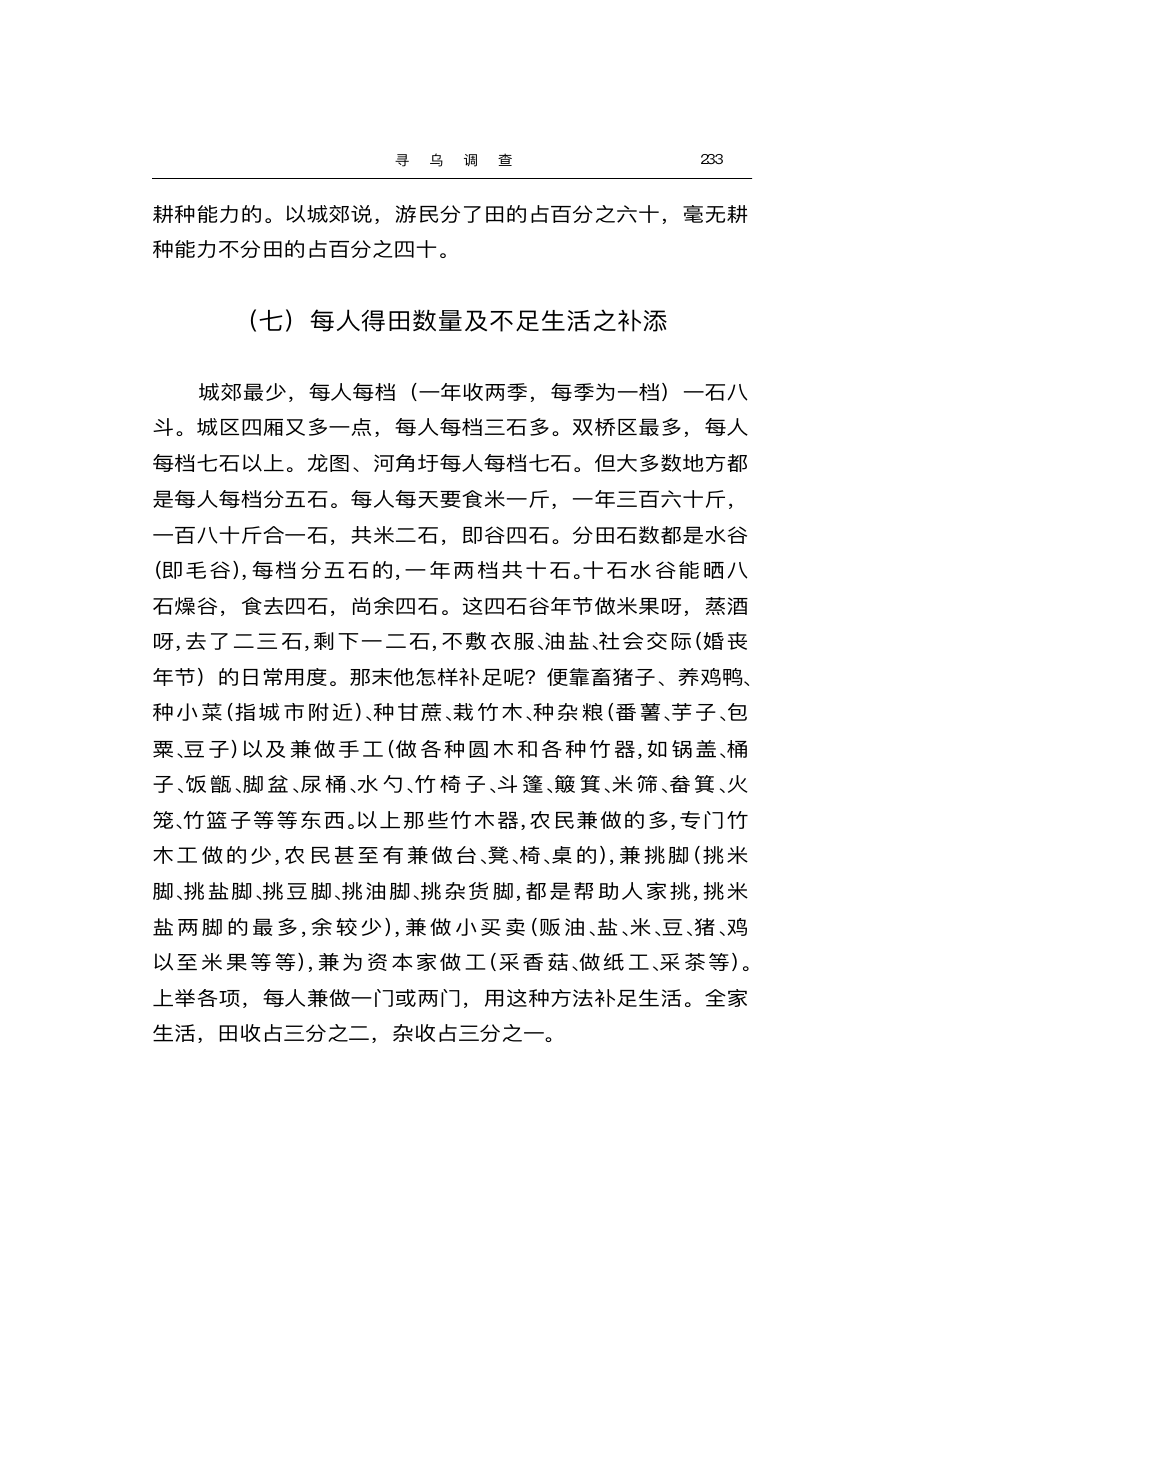 寻乌调查 233
耕种能力的。以城郊说，游民分了田的占百分之六十，毫无耕
种能力不分田的占百分之四十。
（七）每人得田数量及不足生活之补添
城郊最少，每人每档（一年收两季，每季为一档）一石八
斗。城区四厢又多一点，每人每档三石多。双桥区最多，每人
每档七石以上。龙图、河角圩每人每档七石。但大多数地方都
是每人每档分五石。每人每天要食米一斤，一年三百六十斤，
一百八十斤合一石，共米二石，即谷四石。分田石数都是水谷
（即毛谷），每档分五石的，一年两档共十石。十石水谷能晒八
石燥谷，食去四石，尚余四石。这四石谷年节做米果呀，蒸酒
呀，去了二三石，剩下一二石，不敷衣服、油盐、社会交际（婚丧
年节）的日常用度。那末他怎样补足呢？便靠畜猪子、养鸡鸭、
种小菜（指城市附近）、种甘蔗、栽竹木、种杂粮（番薯、芋子、包
粟、豆子）以及兼做手工（做各种圆木和各种竹器，如锅盖、桶
子、饭甑、脚盆、尿桶、水勺、竹椅子、斗篷、簸箕、米筛、畚箕、火
笼、竹篮子等等东西。以上那些竹木器，农民兼做的多，专门竹
木工做的少，农民甚至有兼做台、凳、椅、桌的），兼挑脚（挑米
脚、挑盐脚、挑豆脚、挑油脚、挑杂货脚，都是帮助人家挑，挑米
盐两脚的最多，余较少），兼做小买卖（贩油、盐、米、豆、猪、鸡
以至米果等等），兼为资本家做工（采香菇、做纸工、采茶等）。
上举各项，每人兼做一门或两门，用这种方法补足生活。全家
生活，田收占三分之二，杂收占三分之一。